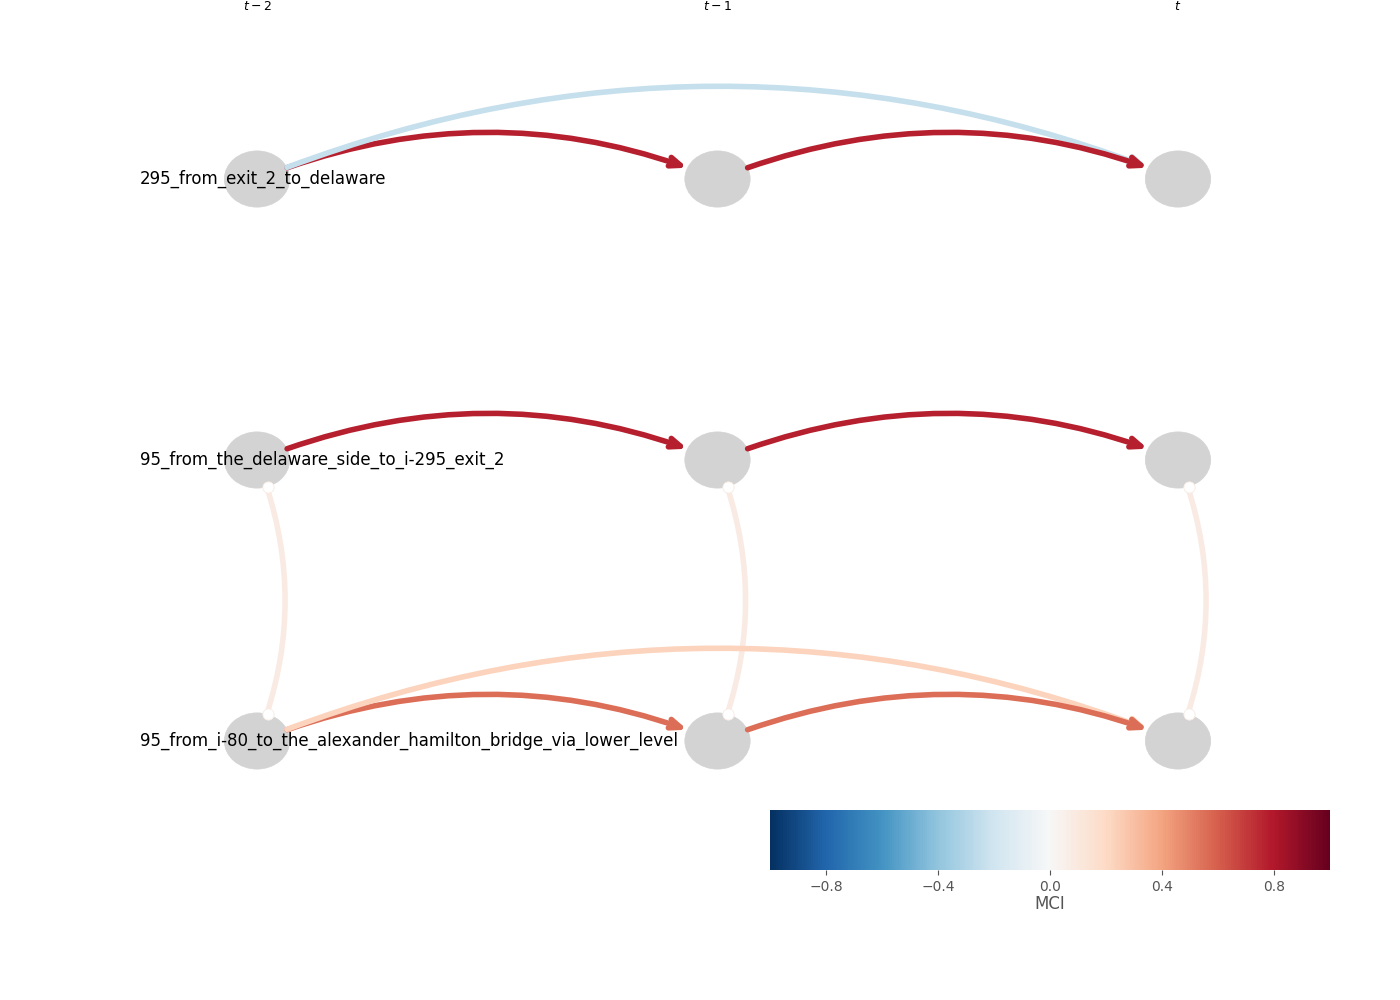 t − 2 t − 1 t
295_from_exit_2_to_delaware
95_from_the_delaware_side_to_i-295_exit_2
95_from_i-80_to_the_alexander_hamilton_bridge_via_lower_level
−0.8 −0.4 0.0 0.4 0.8
MCI